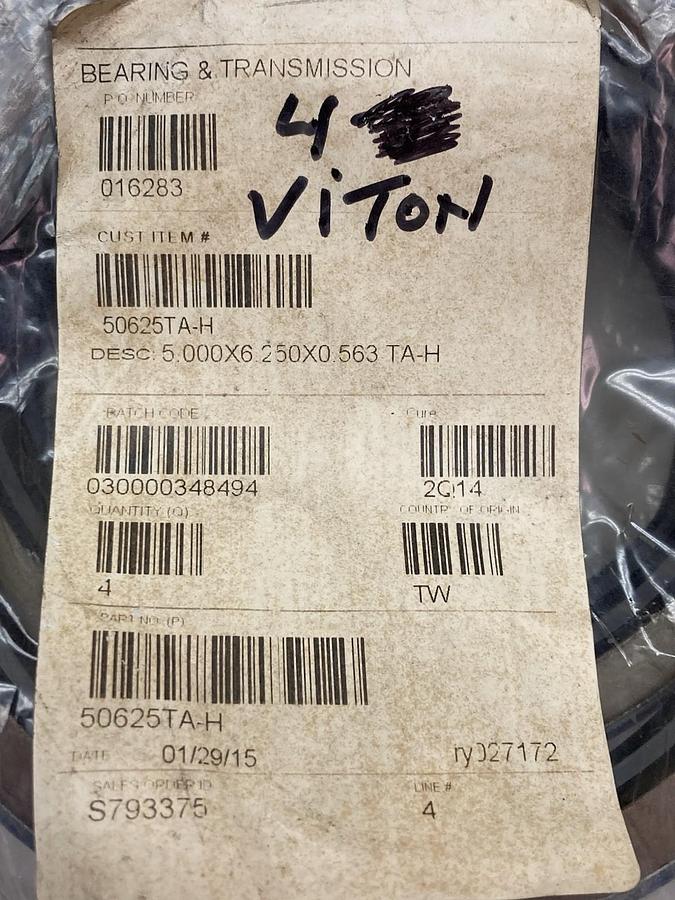 BEARING & TRANSMISSION
P.O. NUMBER
4
016283
VITON
CUST ITEM #
50625TA-H
DESC: 5.000X6.250X0.563 TA-H
BATCH CODE
Cure
030000348494
2Q14
QUANTITY (Q)
COUNTRY OF ORIGIN
4
TW
PART NO. (P)
50625TA-H
DATE 01/29/15
ry027172
SALES ORDER ID
LINE #
S793375
4